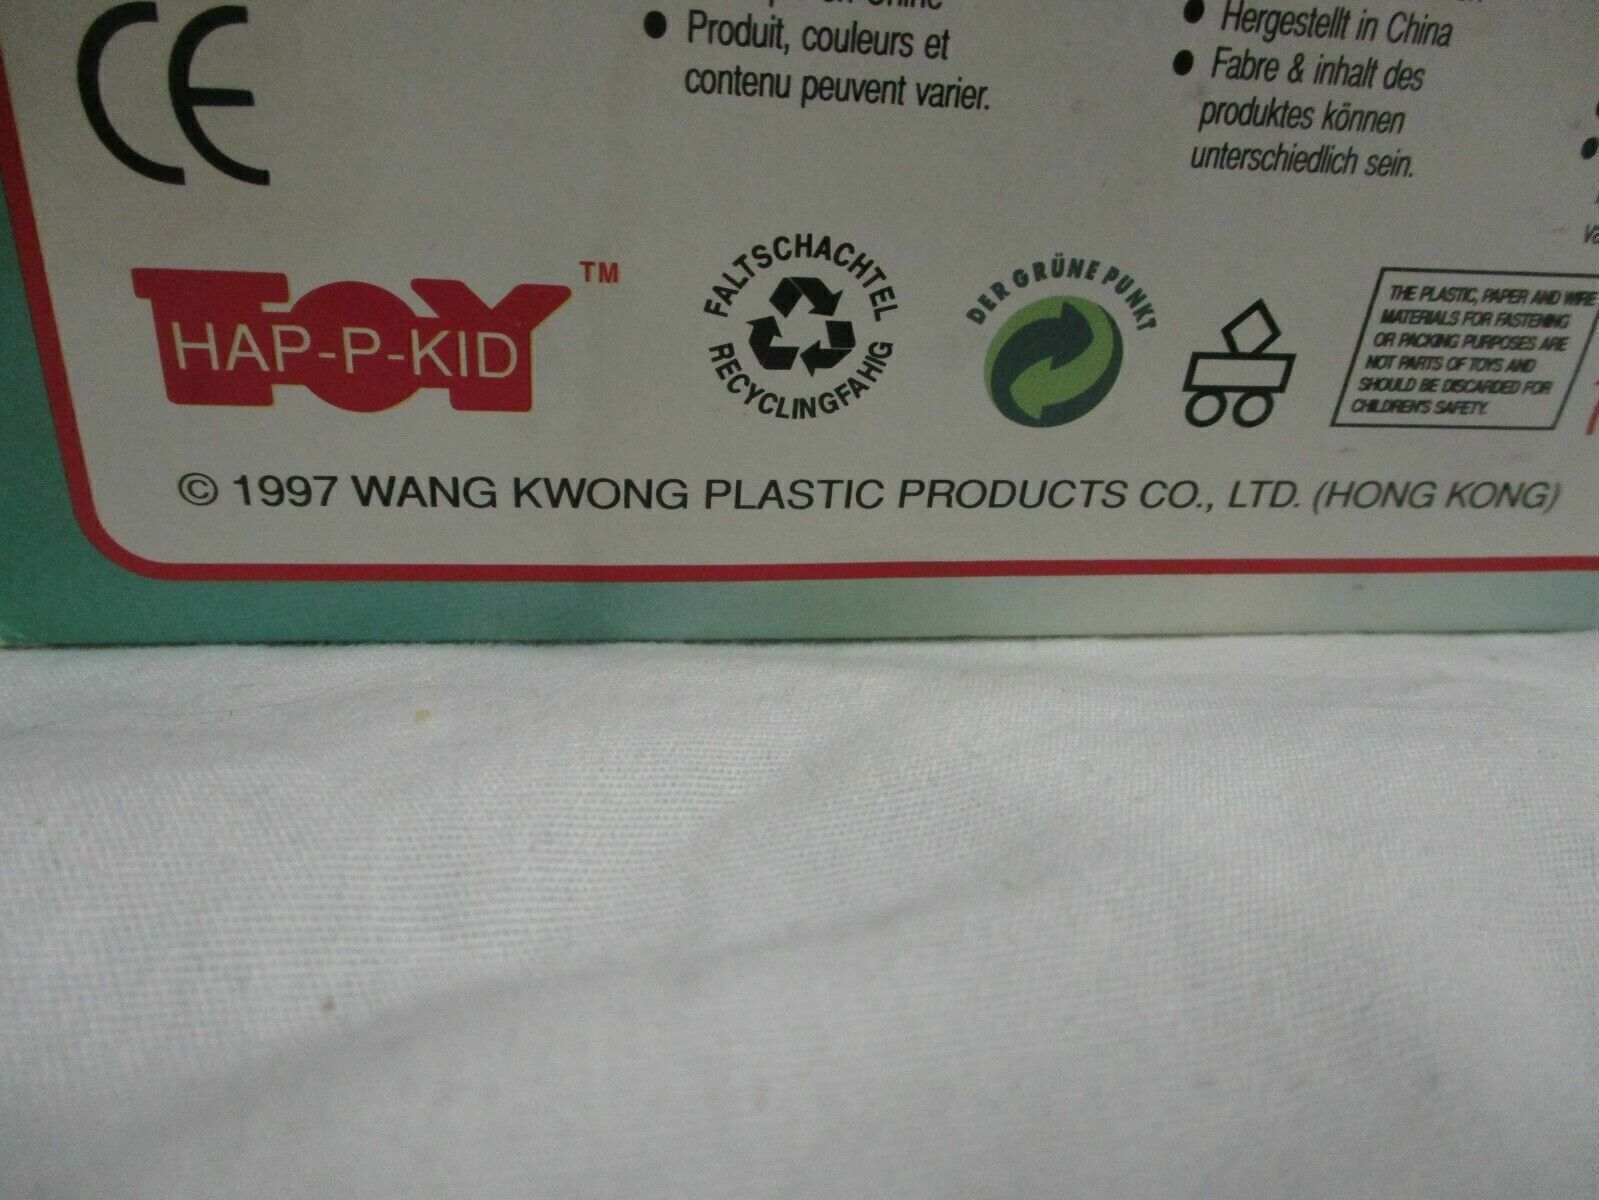 CE
Produit, couleurs et
contenu peuvent varier.
Hergestellt in China
Fabre & inhalt des
produktes können
unterschiedlich sein.
TOY
HAP-P-KID
TM
FALTSCHACHTEL
RECYCLINGFÄHIG
DER GRÜNE PUNKT
THE PLASTIC, PAPER AND WIRE
MATERIALS FOR FASTENING
OR PACKING PURPOSES ARE
NOT PARTS OF TOYS AND
SHOULD BE DISCARDED FOR
CHILDREN'S SAFETY.
© 1997 WANG KWONG PLASTIC PRODUCTS CO., LTD. (HONG KONG)